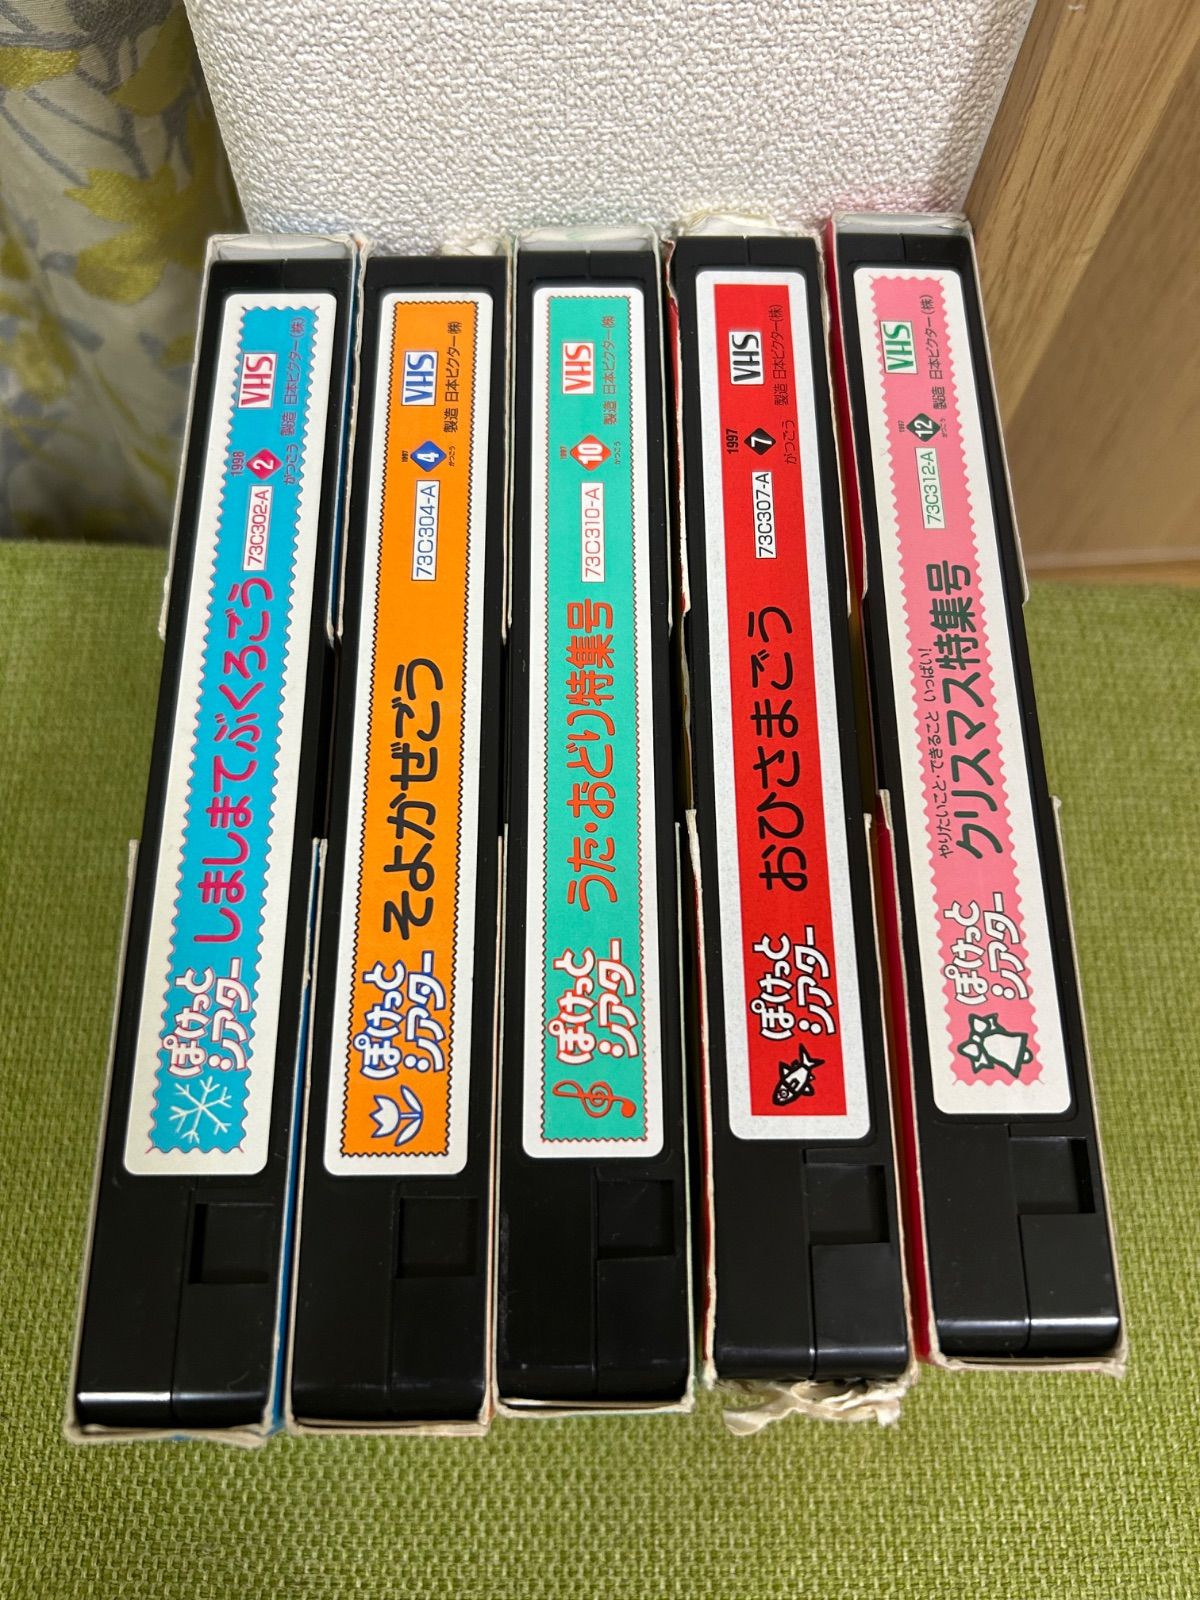 ぽけっと
シアター
しましまてぶくろごう
73C302-A
1998
2
がつごう
VHS
製造 日本ビクター(株)
ぽけっと
シアター
そよかぜごう
73C304-A
1997
4
がつごう
VHS
製造 日本ビクター(株)
ぽけっと
シアター
うた・おどり特集号
73C310-A
1997
10
がつごう
VHS
製造 日本ビクター(株)
ぽけっと
シアター
おひさまごう
73C307-A
1997
7
がつごう
VHS
製造 日本ビクター(株)
ぽけっと
シアター
やりたいこと・できること いっぱい!
クリスマス特集号
73C312-A
1997
12
がつごう
VHS
製造 日本ビクター(株)